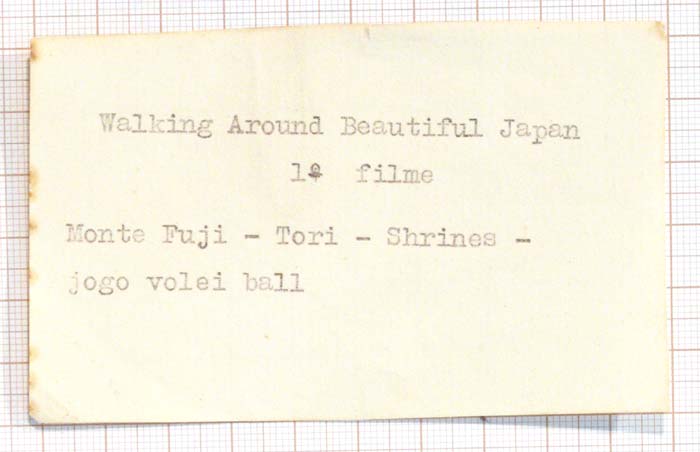 Walking Around Beautiful Japan
1º filme
Monte Fuji - Tori - Shrines -
jogo volei ball